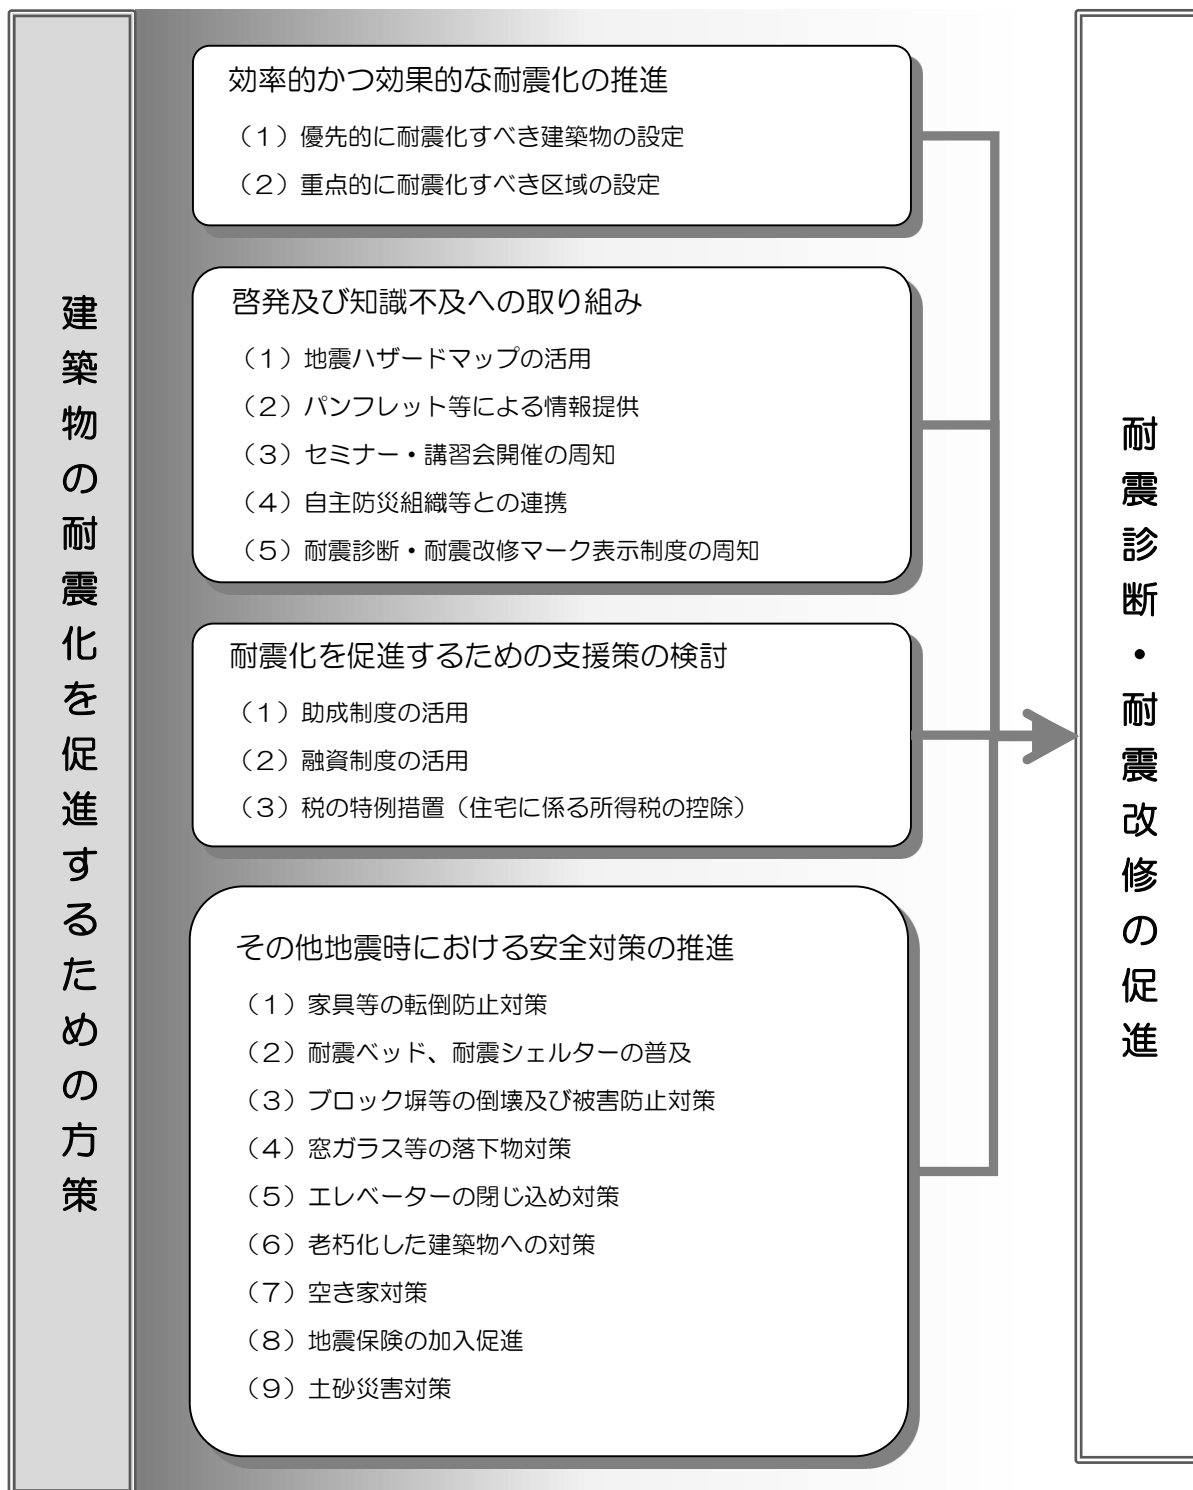 建築物の耐震化を促進するための方策
効率的かつ効果的な耐震化の推進
（1）優先的に耐震化すべき建築物の設定
（2）重点的に耐震化すべき区域の設定
啓発及び知識不及への取り組み
（1）地震ハザードマップの活用
（2）パンフレット等による情報提供
（3）セミナー・講習会開催の周知
（4）自主防災組織等との連携
（5）耐震診断・耐震改修マーク表示制度の周知
耐震化を促進するための支援策の検討
（1）助成制度の活用
（2）融資制度の活用
（3）税の特例措置（住宅に係る所得税の控除）
その他地震時における安全対策の推進
（1）家具等の転倒防止対策
（2）耐震ベッド、耐震シェルターの普及
（3）ブロック塀等の倒壊及び被害防止対策
（4）窓ガラス等の落下物対策
（5）エレベーターの閉じ込め対策
（6）老朽化した建築物への対策
（7）空き家対策
（8）地震保険の加入促進
（9）土砂災害対策
耐震診断・耐震改修の促進